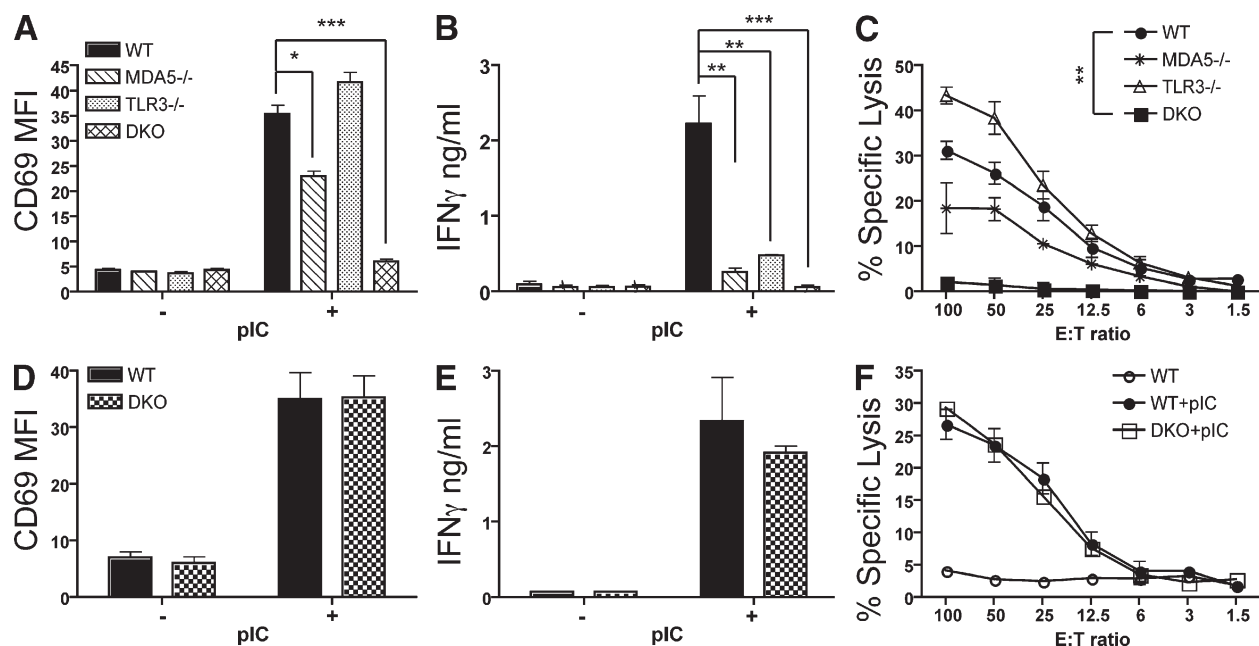 A
WT
MDA5-/-
TLR3-/-
DKO
CD69 MFI
45
40
35
30
25
20
15
10
5
0
*
***
- +
pIC
B
IFNγ ng/ml
3
2
1
0
**
**
***
- +
pIC
C
% Specific Lysis
50
40
30
20
10
0
**
WT
MDA5-/-
TLR3-/-
DKO
100 50 25 12.5 6 3 1.5
E:T ratio
D
WT
DKO
CD69 MFI
40
30
20
10
0
- +
pIC
E
IFNγ ng/ml
3
2
1
0
- +
pIC
F
% Specific Lysis
35
30
25
20
15
10
5
0
WT
WT+pIC
DKO+pIC
100 50 25 12.5 6 3 1.5
E:T ratio